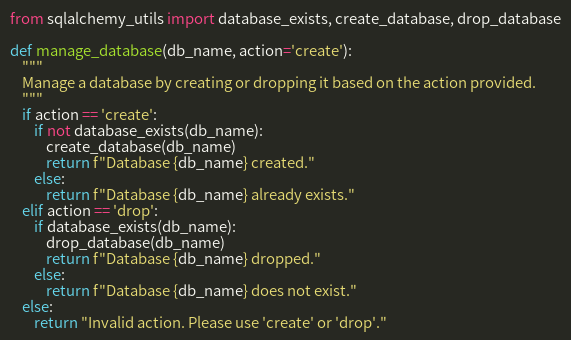 from sqlalchemy_utils import database_exists, create_database, drop_database

def manage_database(db_name, action='create'):
    """
    Manage a database by creating or dropping it based on the action provided.
    """
    if action == 'create':
        if not database_exists(db_name):
            create_database(db_name)
            return f"Database {db_name} created."
        else:
            return f"Database {db_name} already exists."
    elif action == 'drop':
        if database_exists(db_name):
            drop_database(db_name)
            return f"Database {db_name} dropped."
        else:
            return f"Database {db_name} does not exist."
    else:
        return "Invalid action. Please use 'create' or 'drop'."